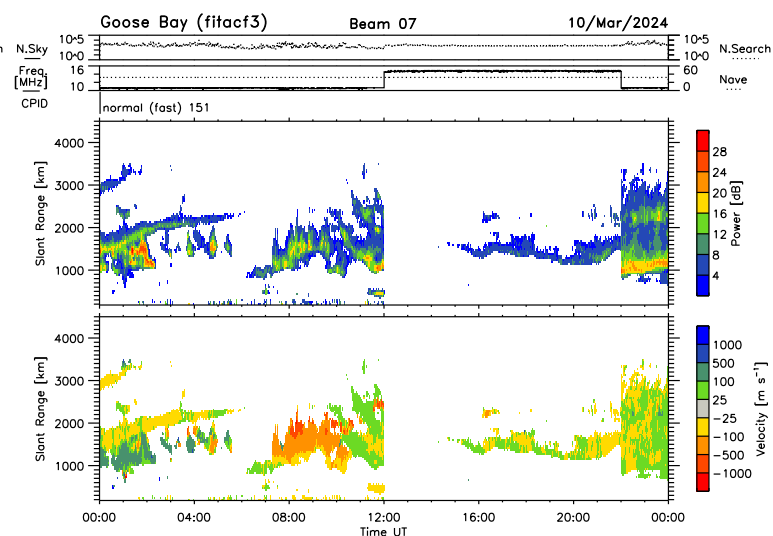 Goose Bay (fitacf3) Beam 07 10/Mar/2024
n N.Sky 10^5 10^0 10^5 10^0 N.Search
Freq. [MHz] 16 10 60 0 Nave
CPID normal (fast) 151
Slant Range [km] 4000 3000 2000 1000
Power [dB] 28 24 20 16 12 8 4
Slant Range [km] 4000 3000 2000 1000
Velocity [m s⁻¹] 1000 500 100 25 −25 −100 −500 −1000
00:00 04:00 08:00 12:00 16:00 20:00 00:00
Time UT